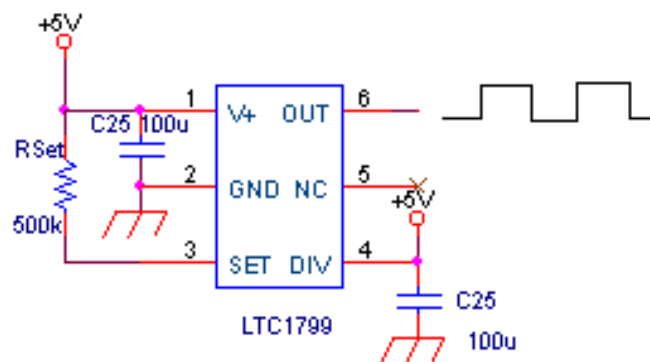 +5V
1
V+ OUT
6
C25 100u
RSet
2
GND NC
5
+5V
500k
3
SET DIV
4
C25
LTC1799
100u